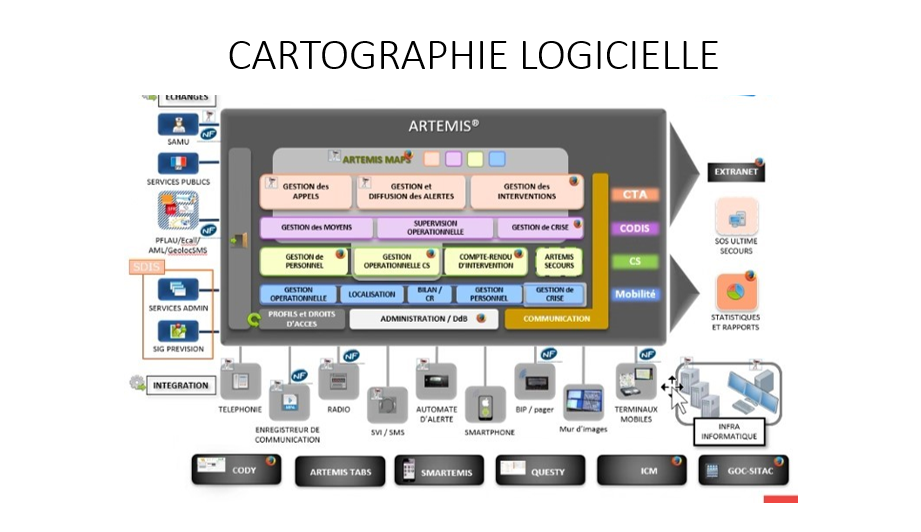 CARTOGRAPHIE LOGICIELLE
ECHANGES
NF
SAMU
SERVICES PUBLICS
NF
PFLAU/Ecall/
AML/GeolocSMS
SDIS
SERVICES ADMIN
SIG PREVISION
INTEGRATION
ARTEMIS®
ARTEMIS MAPS
GESTION des
APPELS
GESTION et
DIFFUSION des ALERTES
GESTION des
INTERVENTIONS
CTA
GESTION des MOYENS
SUPERVISION
OPERATIONNELLE
GESTION de CRISE
CODIS
GESTION de
PERSONNEL
GESTION
OPERATIONNELLE CS
COMPTE-RENDU
D'INTERVENTION
ARTEMIS
SECOURS
CS
GESTION
OPERATIONNELLE
LOCALISATION
BILAN /
CR
GESTION
PERSONNEL
GESTION de
CRISE
Mobilité
PROFILS et DROITS
D'ACCES
ADMINISTRATION / DdB
COMMUNICATION
EXTRANET
SOS ULTIME
SECOURS
STATISTIQUES
ET RAPPORTS
TELEPHONIE
NF
ENREGISTREUR DE
COMMUNICATION
NF
RADIO
SVI / SMS
AUTOMATE
D'ALERTE
SMARTPHONE
NF
BIP / pager
Mur d'images
NF
TERMINAUX
MOBILES
INFRA
INFORMATIQUE
CODY
ARTEMIS TABS
SMARTEMIS
QUESTY
ICM
GOC-SITAC